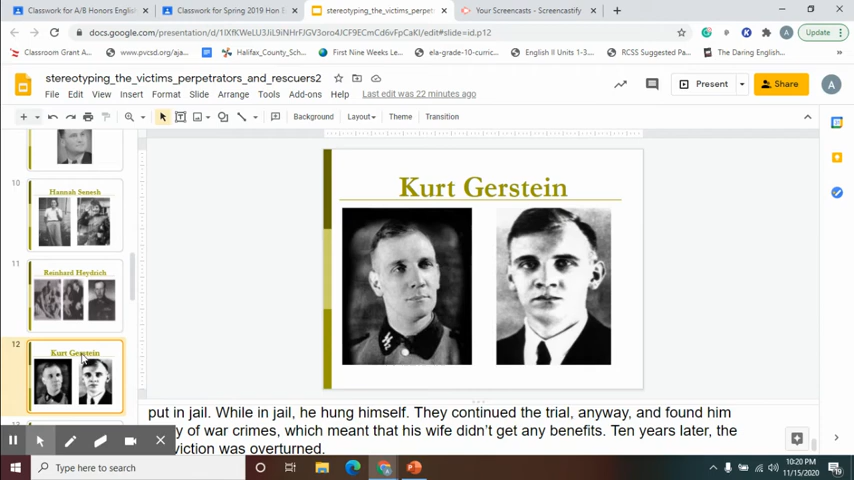 Classwork for A/B Honors English
Classwork for Spring 2019 Hon E
stereotyping_the_victims_perpet
Your Screencasts - Screencastify
docs.google.com/presentation/d/1IXfKWeLU3JiL9iNHrFJGV3oro4JCF9ECmCd6vFpCaKI/edit#slide=id.p12
Update
Classroom Grant A...
www.pvcsd.org/ajav...
Halifax_County_Sch...
First Nine Weeks Le...
ela-grade-10-curric...
English II Units 1-3...
RCSS Suggested Pa...
The Daring English...
stereotyping_the_victims_perpetrators_and_rescuers2
File Edit View Insert Format Slide Arrange Tools Add-ons Help Last edit was 22 minutes ago
Present
Share
A
Background Layout Theme Transition
10
Hannah Senesh
11
Reinhard Heydrich
12
Kurt Gerstein
Kurt Gerstein
put in jail. While in jail, he hung himself. They continued the trial, anyway, and found him
of war crimes, which meant that his wife didn't get any benefits. Ten years later, the
viction was overturned.
Type here to search
10:20 PM
11/15/2020
19